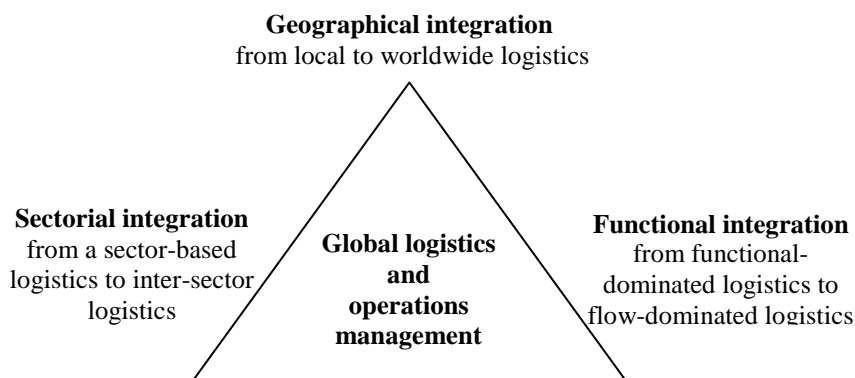 Geographical integration
from local to worldwide logistics
Sectorial integration
from a sector-based
logistics to inter-sector
logistics
Global logistics
and
operations
management
Functional integration
from functional-
dominated logistics to
flow-dominated logistics